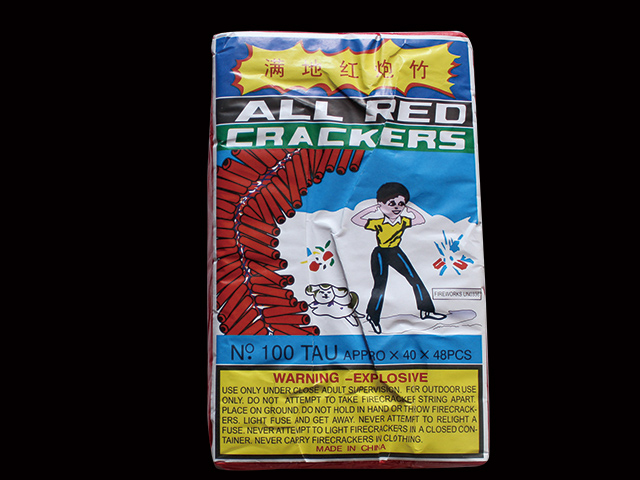 满地红炮竹
ALL RED
CRACKERS
FIREWORKS UNITED
Nº. 100 TAU APPRO × 40 × 48PCS
WARNING –EXPLOSIVE
USE ONLY UNDER CLOSE ADULT SUPERVISION. FOR OUTDOOR USE
ONLY. DO NOT ATTEMPT TO TAKE FIRECRACKER STRING APART
PLACE ON GROUND. DO NOT HOLD IN HAND OR THROW FIRECRACK-
ERS. LIGHT FUSE AND GET AWAY. NEVER ATTEMPT TO RELIGHT A
FUSE. NEVER ATTEMPT TO LIGHT FIRECRACKERS IN A CLOSED CON-
TAINER. NEVER CARRY FIRECRACKERS IN CLOTHING.
MADE IN CHINA